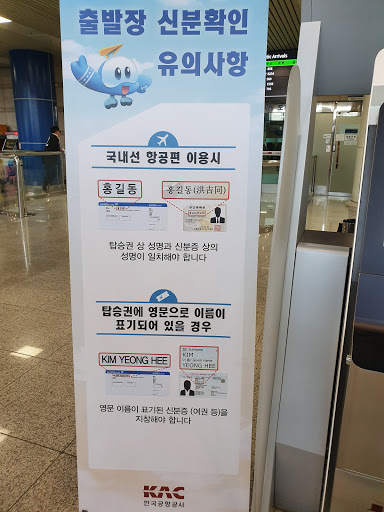 출발장 신분확인
유의사항
국내선 항공편 이용시
홍길동
홍길동(洪吉同)
탑승권 상 성명과 신분증 상의
성명이 일치해야 합니다
탑승권에 영문으로 이름이
표기되어 있을 경우
KIM YEONG HEE
KIM
YEONG HEE
영문 이름이 표기된 신분증 (여권 등)을
지참해야 합니다
KAC
한국공항공사
Arrivals